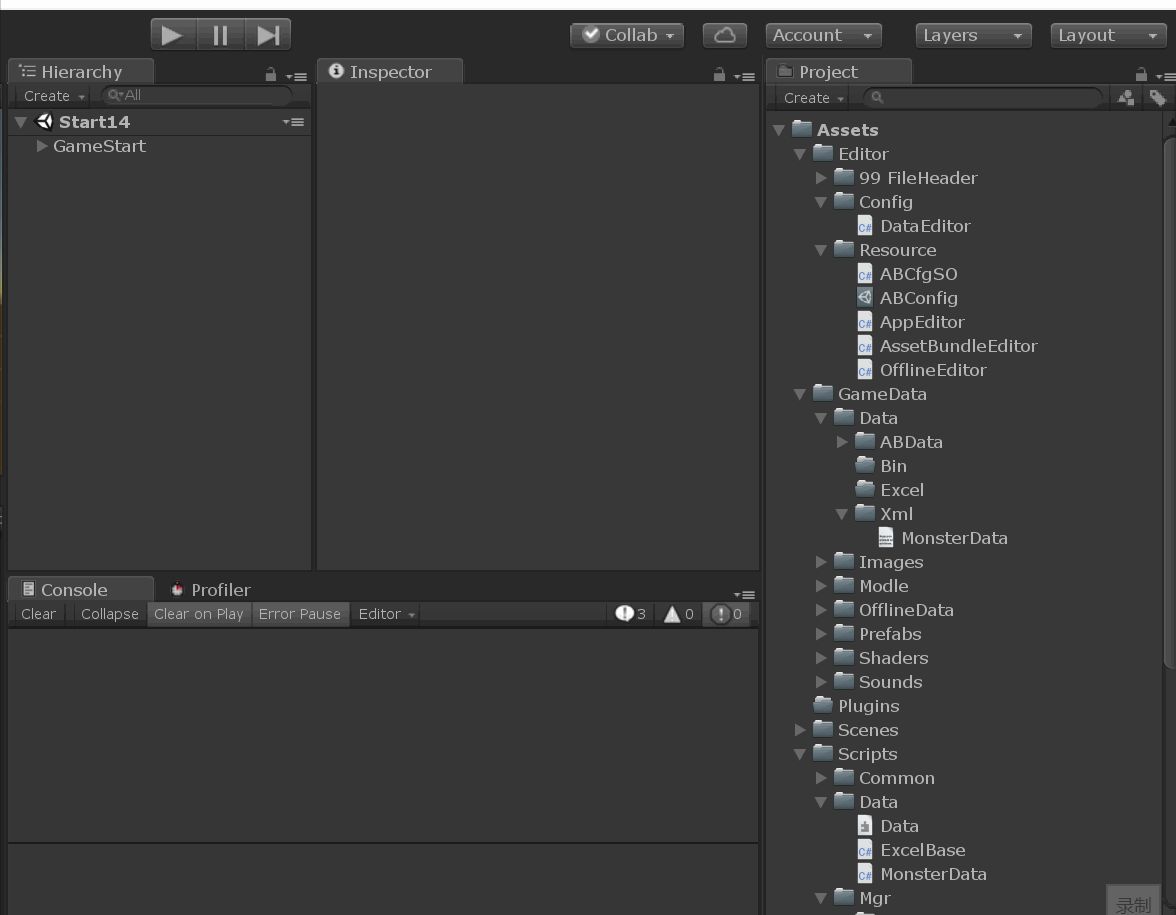 Collab
Account
Layers
Layout
Hierarchy
Create
All
Start14
GameStart
Inspector
Project
Create
Assets
Editor
99 FileHeader
Config
C# DataEditor
Resource
C# ABCfgSO
ABConfig
C# AppEditor
C# AssetBundleEditor
C# OfflineEditor
GameData
Data
ABData
Bin
Excel
Xml
MonsterData
Images
Modle
OfflineData
Prefabs
Shaders
Sounds
Plugins
Scenes
Scripts
Common
Data
Data
C# ExcelBase
C# MonsterData
Mgr
Console
Profiler
Clear
Collapse
Clear on Play
Error Pause
Editor
3
0
0
录制